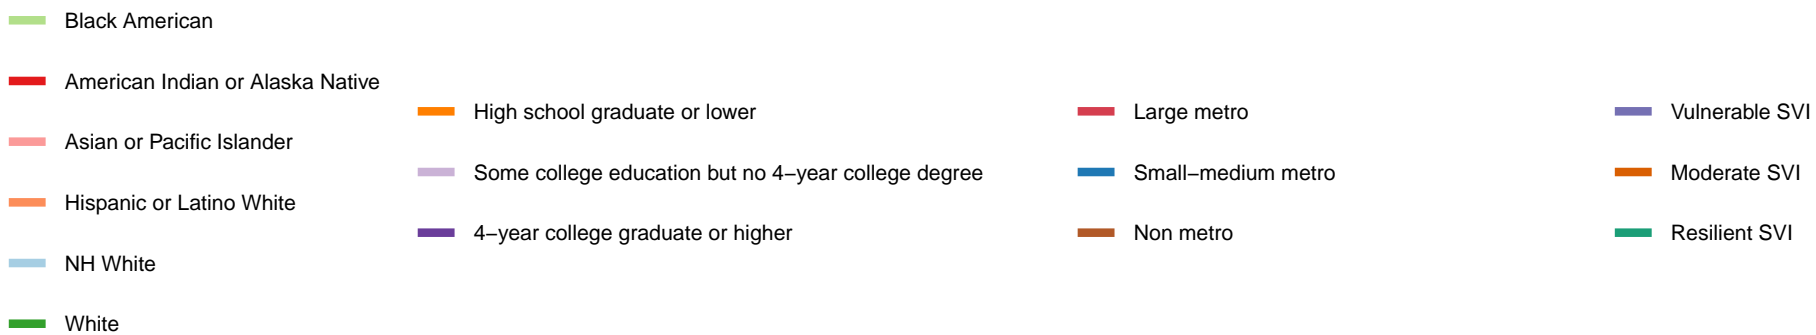 Black American
American Indian or Alaska Native
Asian or Pacific Islander
Hispanic or Latino White
NH White
White
High school graduate or lower
Some college education but no 4−year college degree
4−year college graduate or higher
Large metro
Small−medium metro
Non metro
Vulnerable SVI
Moderate SVI
Resilient SVI